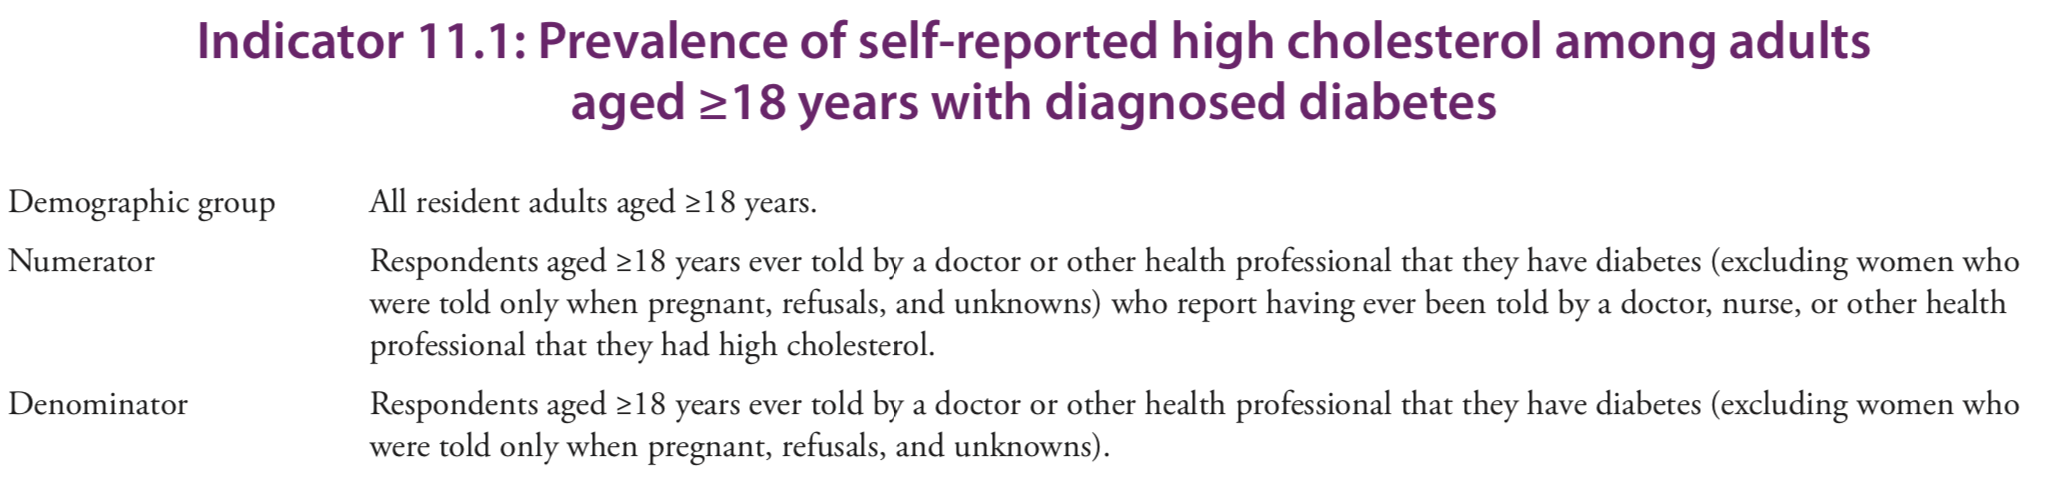 Indicator 11.1: Prevalence of self-reported high cholesterol among adults
aged ≥18 years with diagnosed diabetes
Demographic group All resident adults aged ≥18 years.
Numerator Respondents aged ≥18 years ever told by a doctor or other health professional that they have diabetes (excluding women who
were told only when pregnant, refusals, and unknowns) who report having ever been told by a doctor, nurse, or other health
professional that they had high cholesterol.
Denominator Respondents aged ≥18 years ever told by a doctor or other health professional that they have diabetes (excluding women who
were told only when pregnant, refusals, and unknowns).